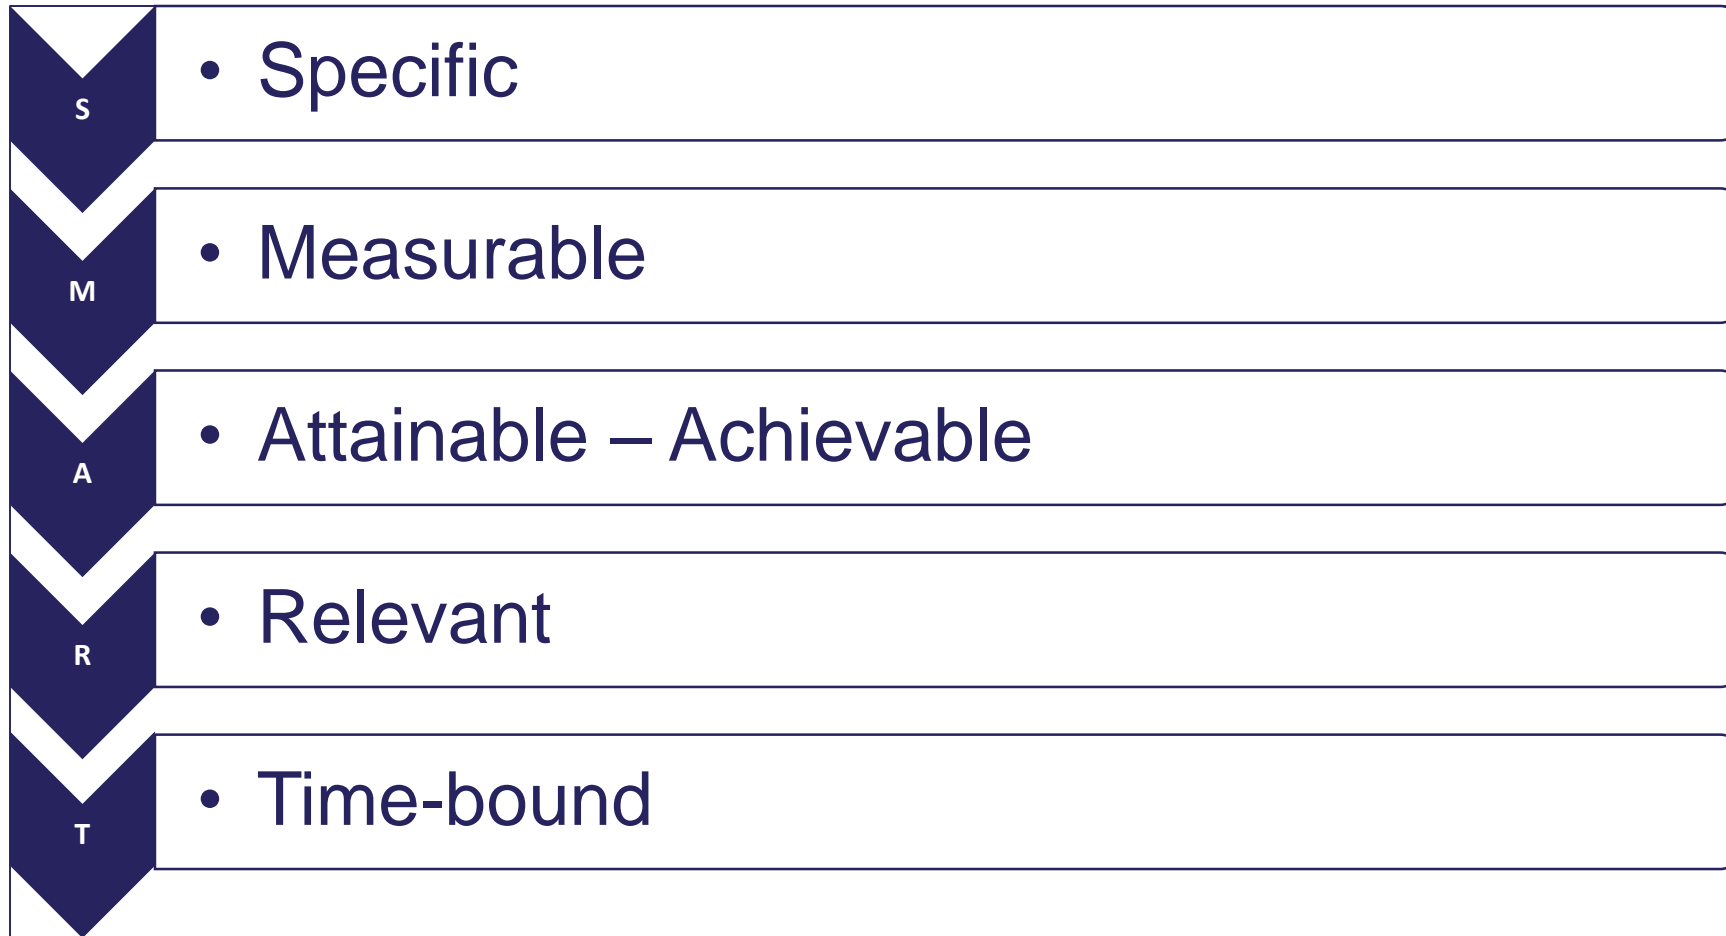 S
• Specific
M
• Measurable
A
• Attainable – Achievable
R
• Relevant
T
• Time-bound